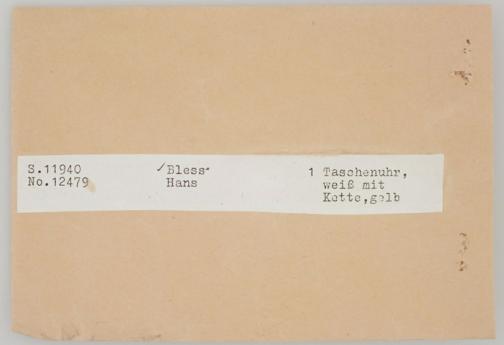 S.11940 ✓Bless 1 Taschenuhr,
No.12479 Hans weiß mit
Kette,gelb